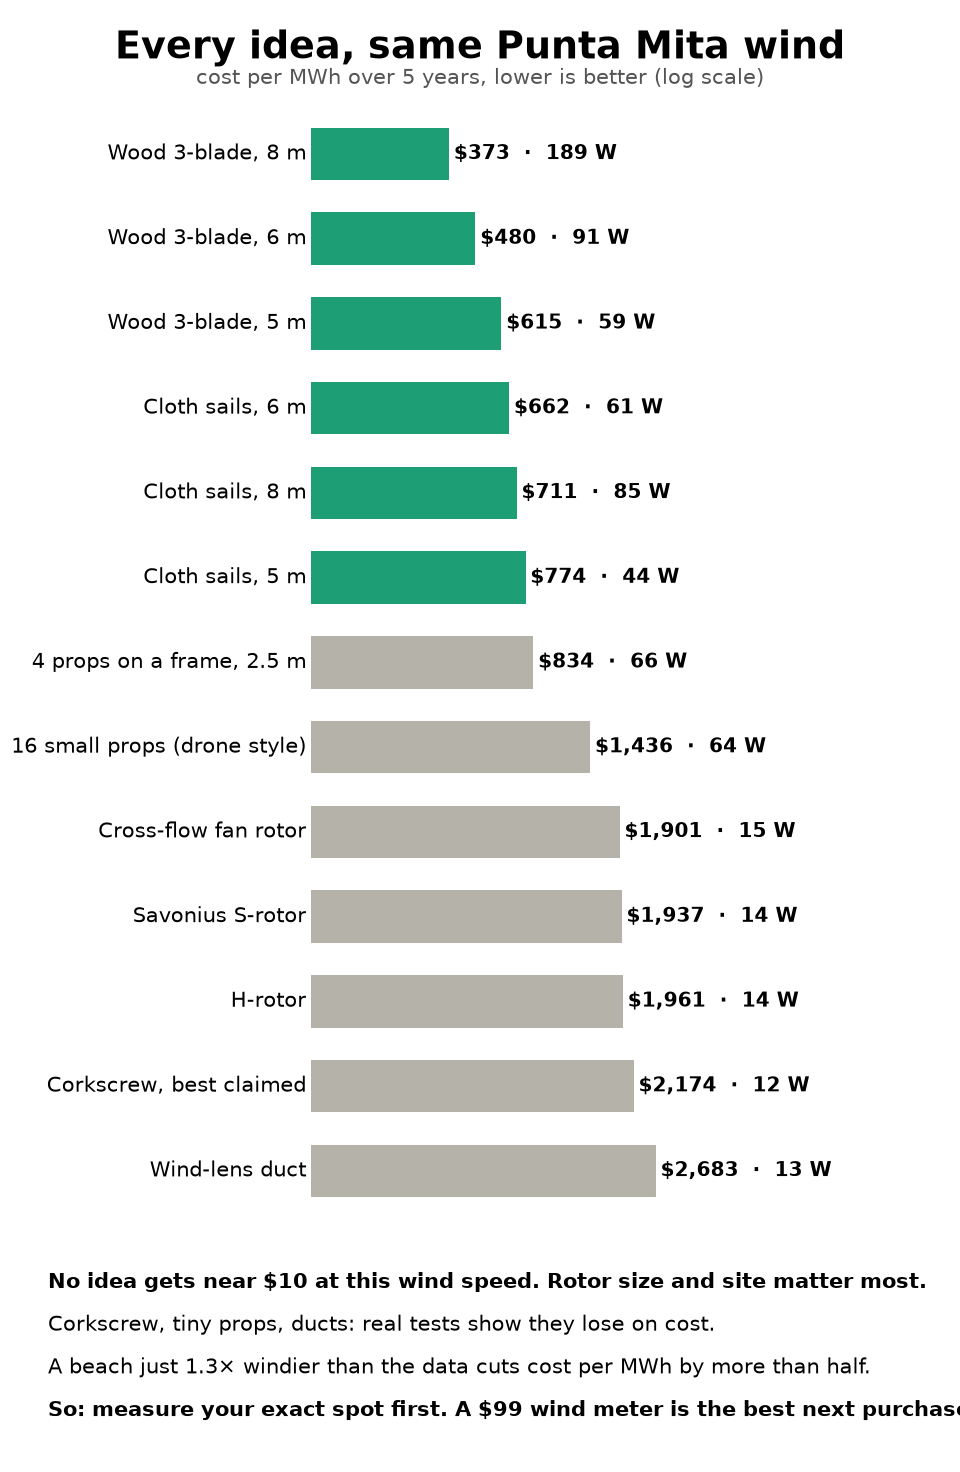 Every idea, same Punta Mita wind
cost per MWh over 5 years, lower is better (log scale)
Wood 3-blade, 8 m $373 · 189 W
Wood 3-blade, 6 m $480 · 91 W
Wood 3-blade, 5 m $615 · 59 W
Cloth sails, 6 m $662 · 61 W
Cloth sails, 8 m $711 · 85 W
Cloth sails, 5 m $774 · 44 W
4 props on a frame, 2.5 m $834 · 66 W
16 small props (drone style) $1,436 · 64 W
Cross-flow fan rotor $1,901 · 15 W
Savonius S-rotor $1,937 · 14 W
H-rotor $1,961 · 14 W
Corkscrew, best claimed $2,174 · 12 W
Wind-lens duct $2,683 · 13 W
No idea gets near $10 at this wind speed. Rotor size and site matter most.
Corkscrew, tiny props, ducts: real tests show they lose on cost.
A beach just 1.3× windier than the data cuts cost per MWh by more than half.
So: measure your exact spot first. A $99 wind meter is the best next purchase